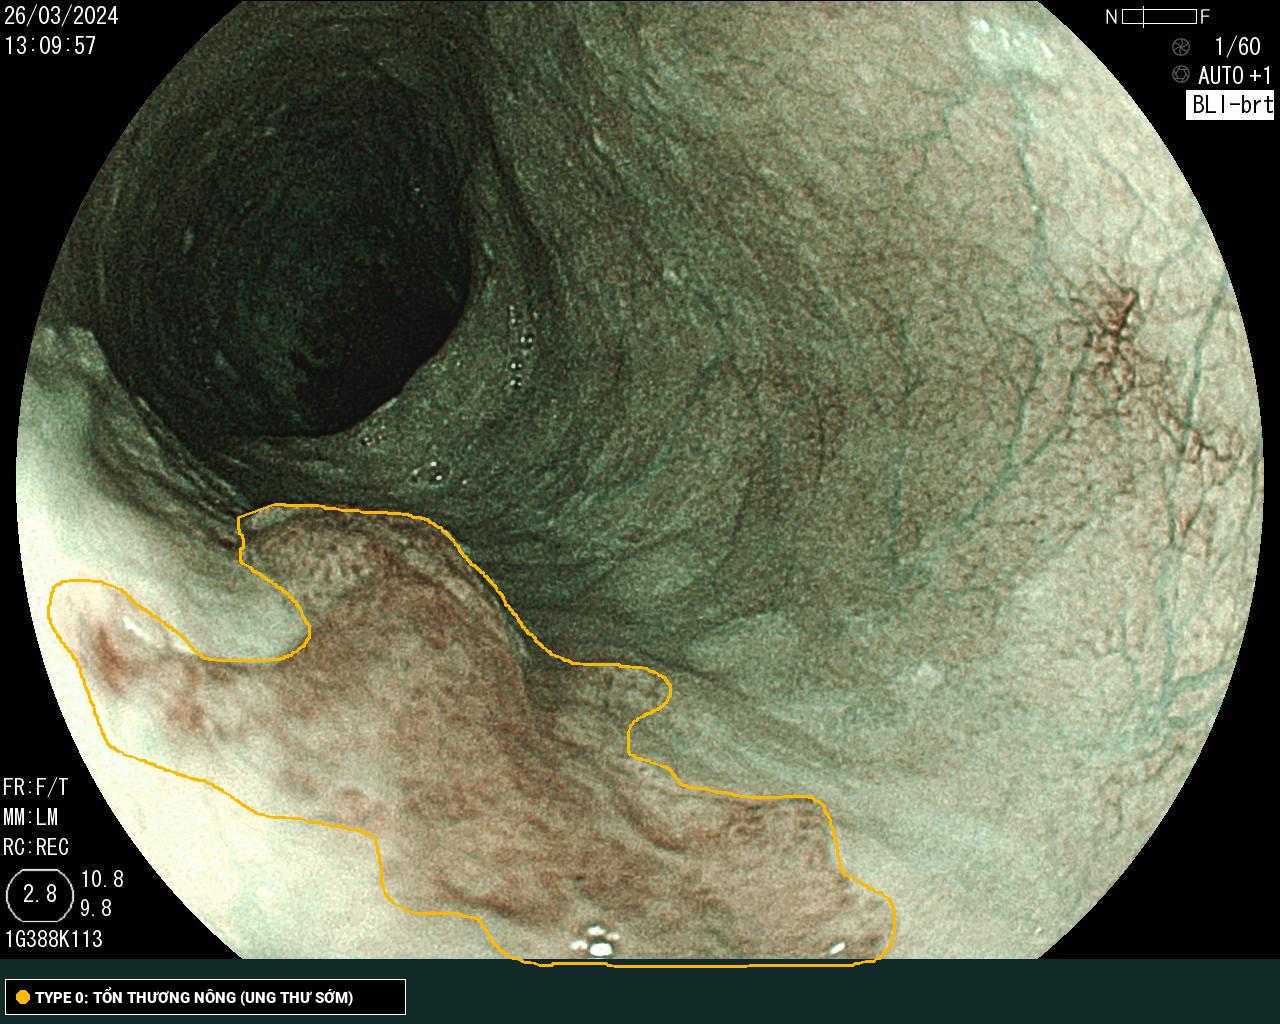 26/03/2024
13:09:57
N F
1/60
AUTO +1
BLI-brt
FR:F/T
MM:LM
RC:REC
2.8
10.8
9.8
1G388K113
TYPE 0: TỔN THƯƠNG NÔNG (UNG THƯ SỚM)